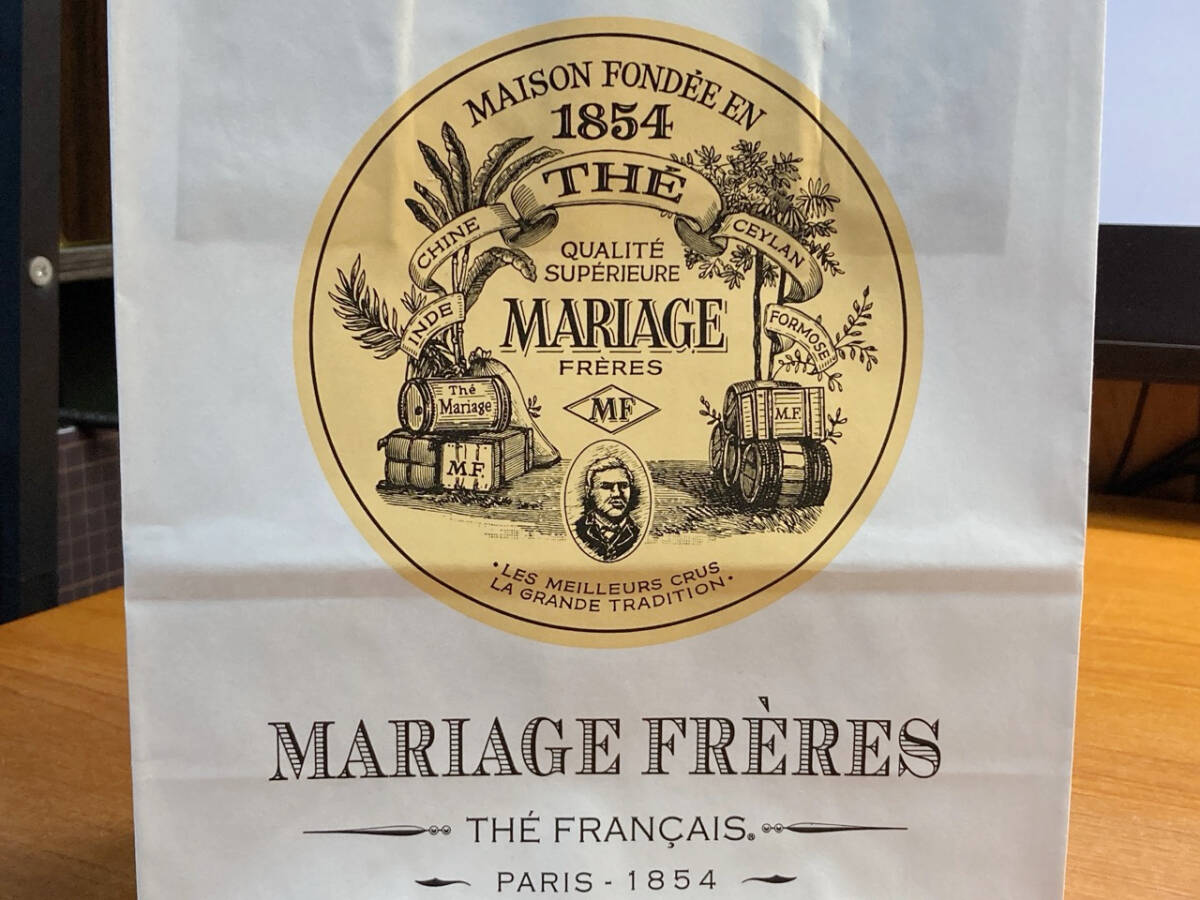 MAISON FONDÉE EN
1854
THÉ
CHINE
CEYLAN
INDE
FORMOSE
QUALITÉ
SUPÉRIEURE
MARIAGE
FRÈRES
MF
Thé
Mariage
M.F.
M.F
• LES MEILLEURS CRUS
LA GRANDE TRADITION •
MARIAGE FRÈRES
THÉ FRANÇAIS®
PARIS - 1854